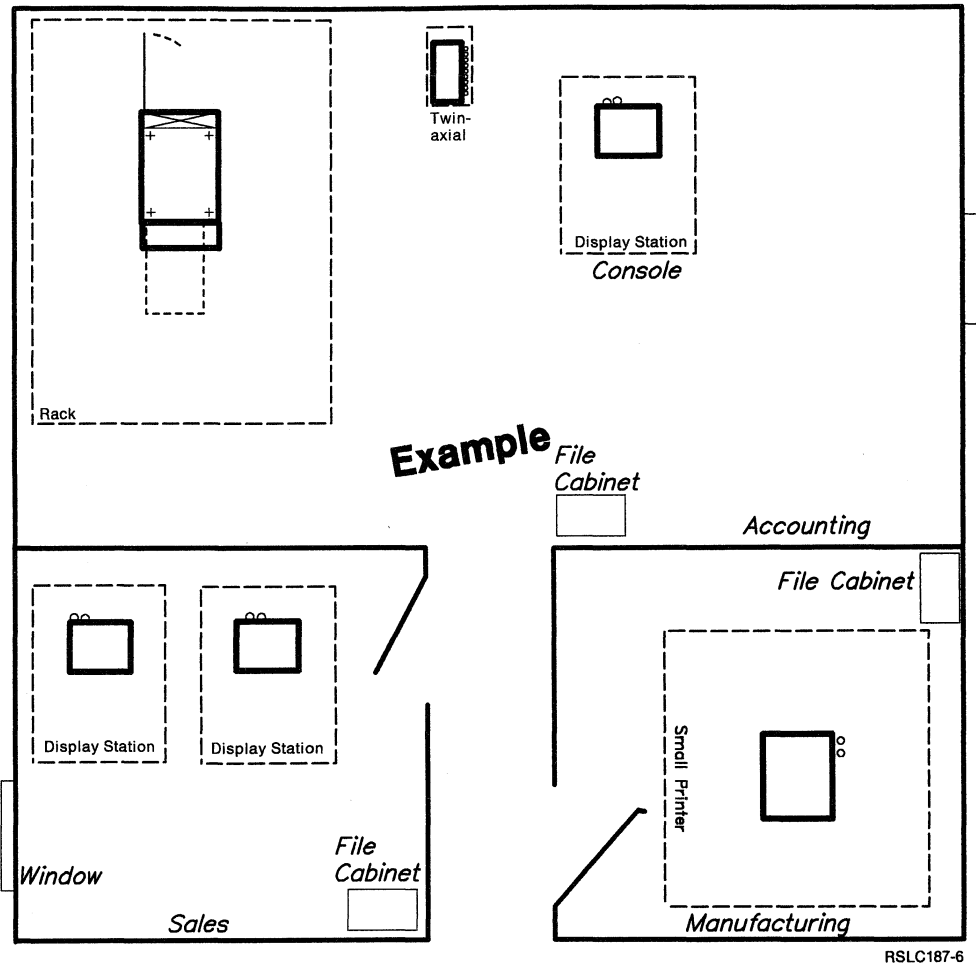 Twin-
axial
Display Station
Console
Rack
Example
File
Cabinet
Accounting
File Cabinet
Display Station
Display Station
Small Printer
File
Cabinet
Window
Sales
Manufacturing
RSLC187-6